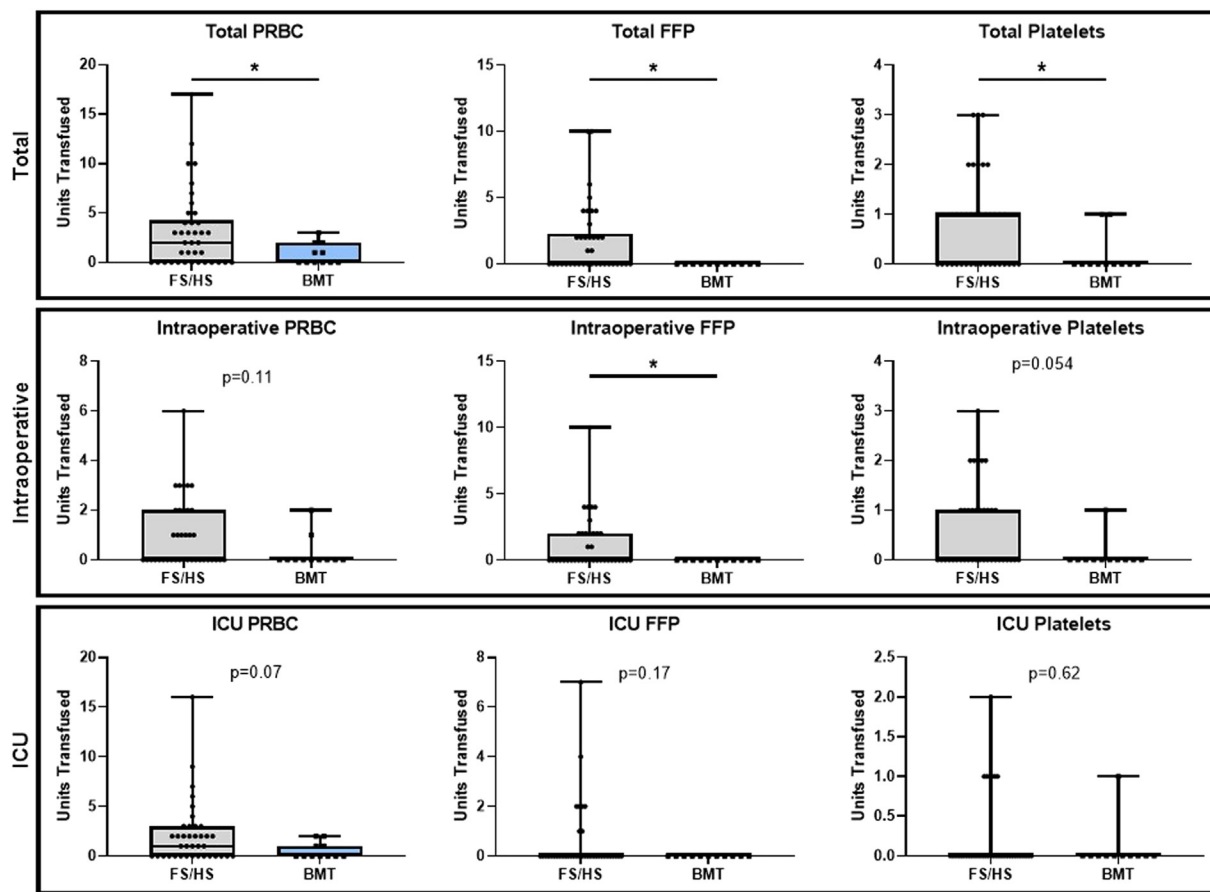 Total
Total PRBC
Units Transfused
20
15
10
5
0
*
FS/HS
BMT
Total FFP
Units Transfused
15
10
5
0
*
FS/HS
BMT
Total Platelets
Units Transfused
4
3
2
1
0
*
FS/HS
BMT
Intraoperative
Intraoperative PRBC
Units Transfused
8
6
4
2
0
p=0.11
FS/HS
BMT
Intraoperative FFP
Units Transfused
15
10
5
0
*
FS/HS
BMT
Intraoperative Platelets
Units Transfused
4
3
2
1
0
p=0.054
FS/HS
BMT
ICU
ICU PRBC
Units Transfused
20
15
10
5
0
p=0.07
FS/HS
BMT
ICU FFP
Units Transfused
8
6
4
2
0
p=0.17
FS/HS
BMT
ICU Platelets
Units Transfused
2.5
2.0
1.5
1.0
0.5
0.0
p=0.62
FS/HS
BMT